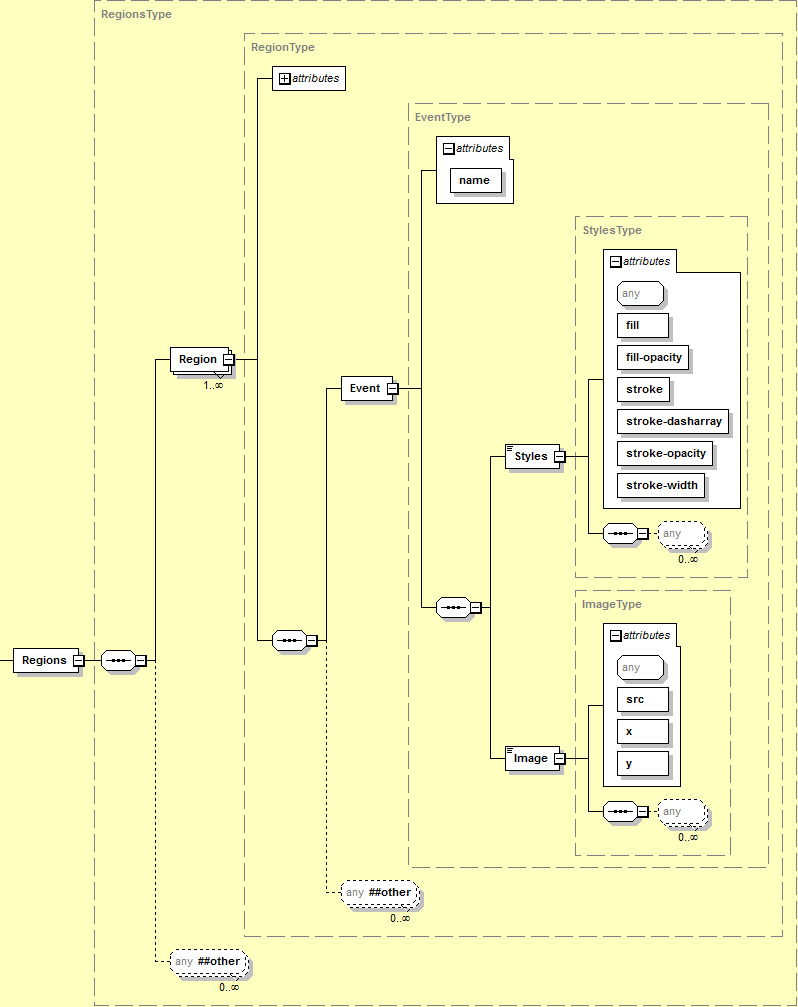 RegionsType
RegionType
attributes
EventType
attributes
name
StylesType
attributes
any
fill
fill-opacity
stroke
stroke-dasharray
stroke-opacity
stroke-width
Region
1..∞
Event
Styles
any
0..∞
ImageType
attributes
any
src
x
y
Regions
Image
any
0..∞
any ##other
0..∞
any ##other
0..∞